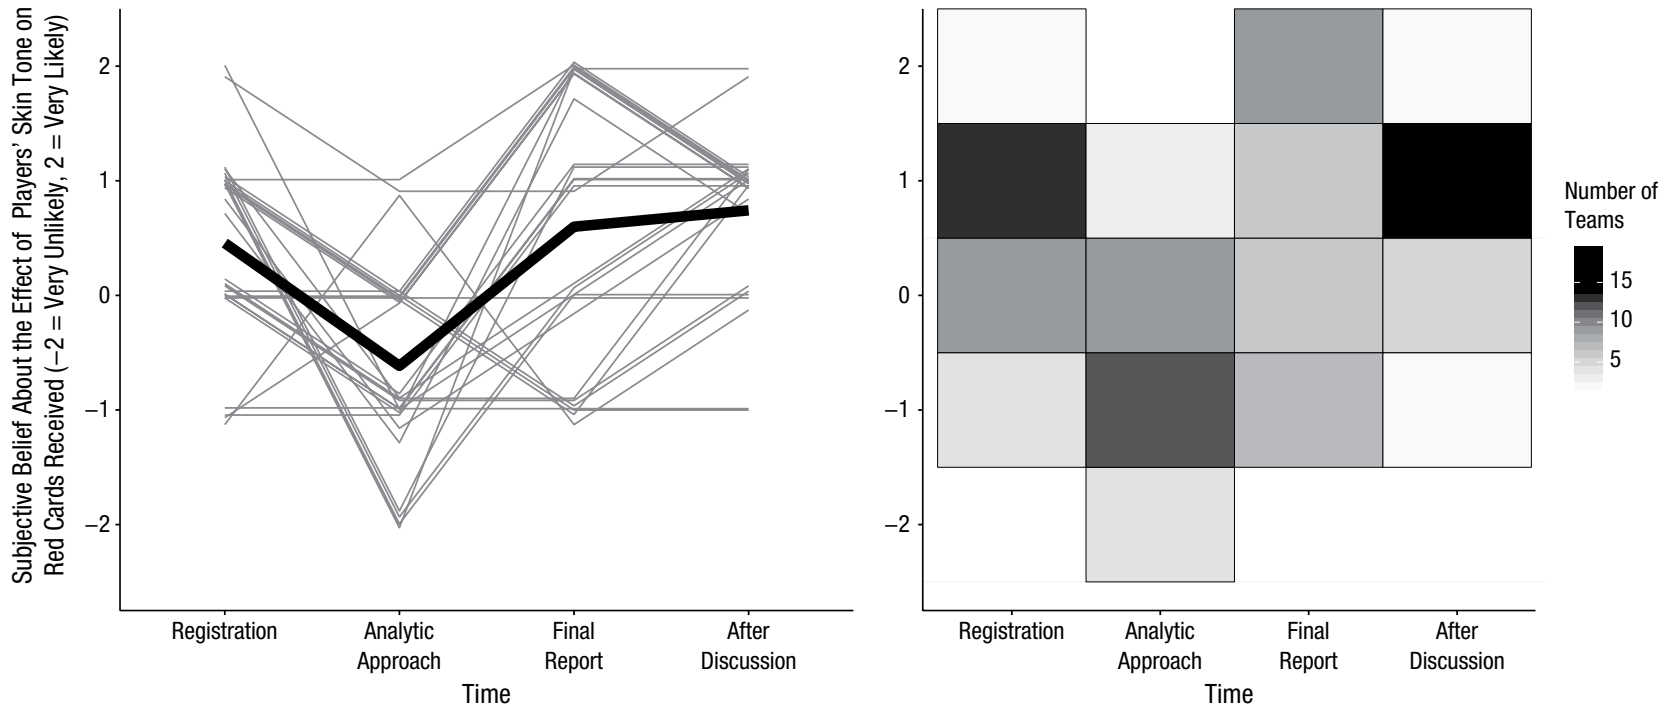 Subjective Belief About the Effect of Players’ Skin Tone on
Red Cards Received (−2 = Very Unlikely, 2 = Very Likely)
2
1
0
−1
−2
Registration
Analytic
Approach
Final
Report
After
Discussion
Time
2
1
0
−1
−2
Registration
Analytic
Approach
Final
Report
After
Discussion
Time
Number of
Teams
15
10
5